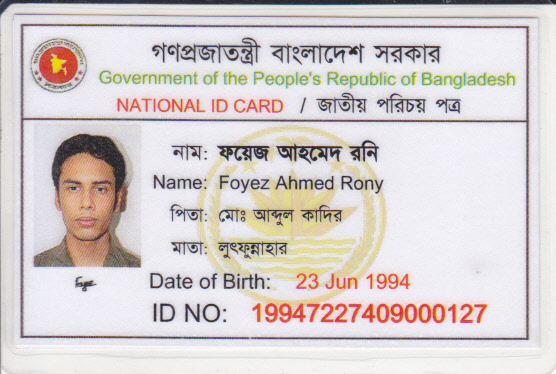 গণপ্রজাতন্ত্রী বাংলাদেশ সরকার
Government of the People's Republic of Bangladesh
NATIONAL ID CARD / জাতীয় পরিচয় পত্র
নাম: ফয়েজ আহমেদ রনি
Name: Foyez Ahmed Rony
পিতা: মোঃ আব্দুল কাদির
মাতা: লুৎফুন্নাহার
Foyez
Date of Birth: 23 Jun 1994
ID NO: 19947227409000127